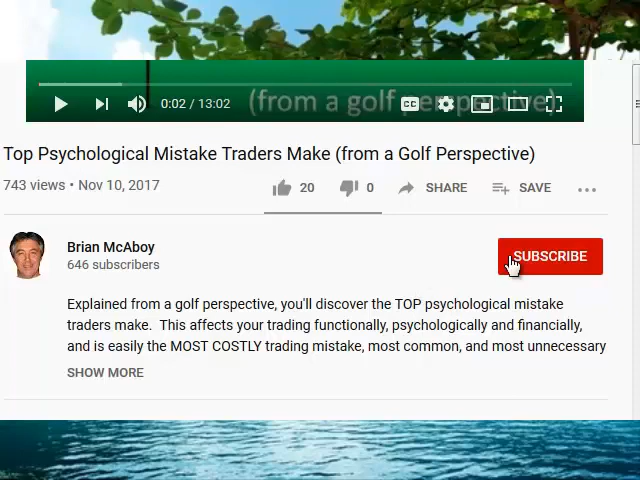 (from a golf perspective)
0:02 / 13:02
CC
Top Psychological Mistake Traders Make (from a Golf Perspective)
743 views • Nov 10, 2017
20
0
SHARE
SAVE
Brian McAboy
646 subscribers
SUBSCRIBE
Explained from a golf perspective, you'll discover the TOP psychological mistake
traders make. This affects your trading functionally, psychologically and financially,
and is easily the MOST COSTLY trading mistake, most common, and most unnecessary
SHOW MORE